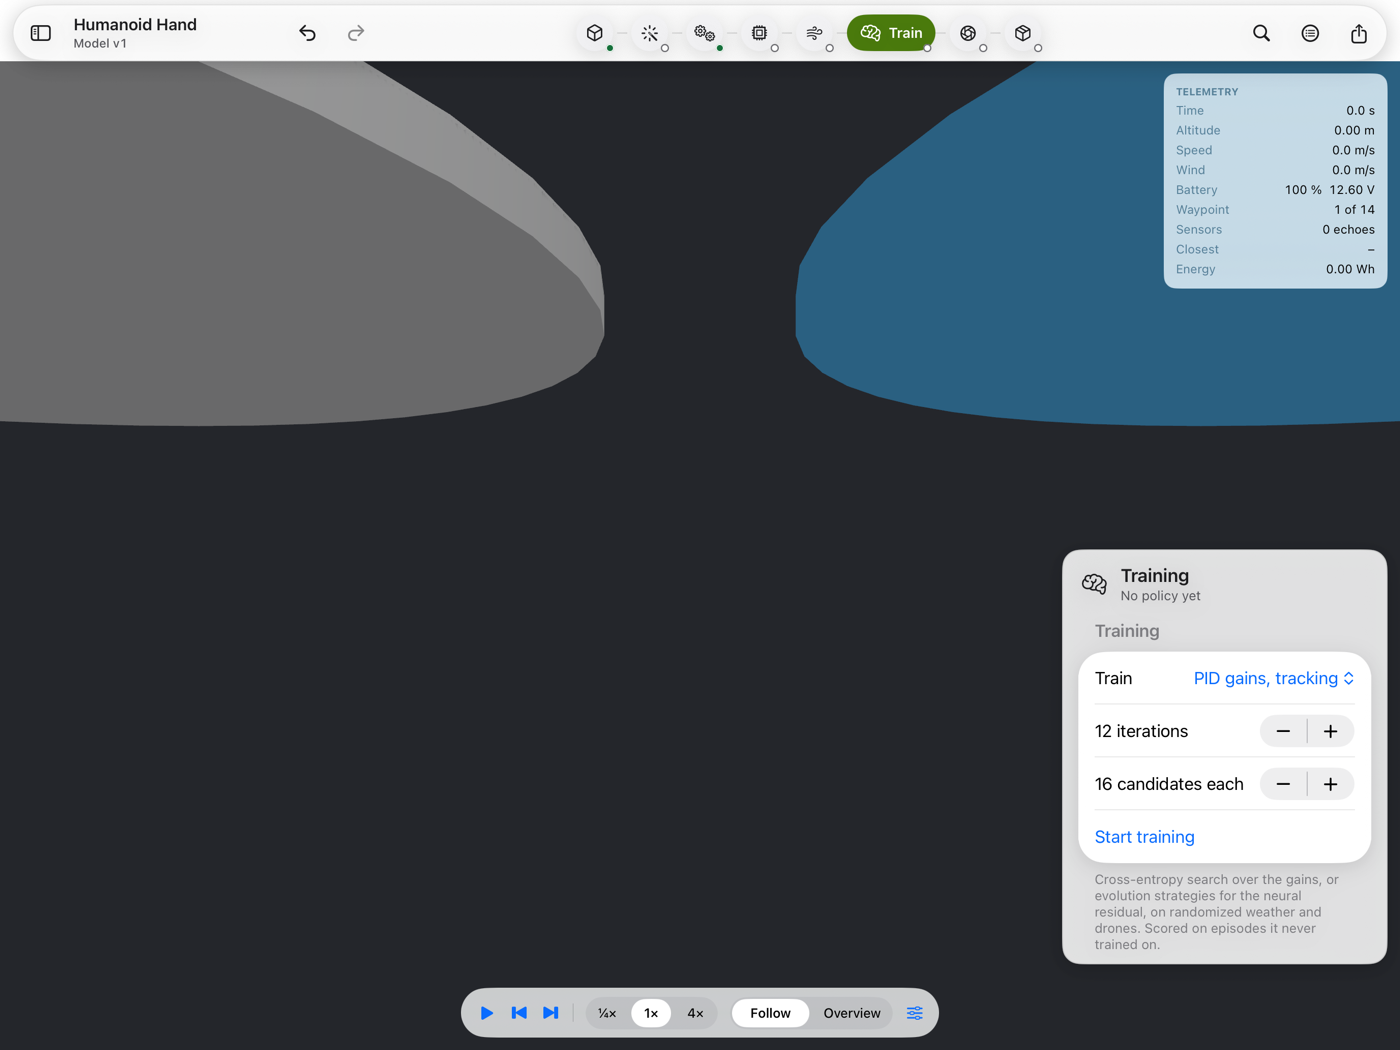 Humanoid Hand
Model v1
Train
TELEMETRY
Time 0.0 s
Altitude 0.00 m
Speed 0.0 m/s
Wind 0.0 m/s
Battery 100 % 12.60 V
Waypoint 1 of 14
Sensors 0 echoes
Closest –
Energy 0.00 Wh
Training
No policy yet
Training
Train PID gains, tracking
12 iterations − +
16 candidates each − +
Start training
Cross-entropy search over the gains, or
evolution strategies for the neural
residual, on randomized weather and
drones. Scored on episodes it never
trained on.
¼× 1× 4× Follow Overview